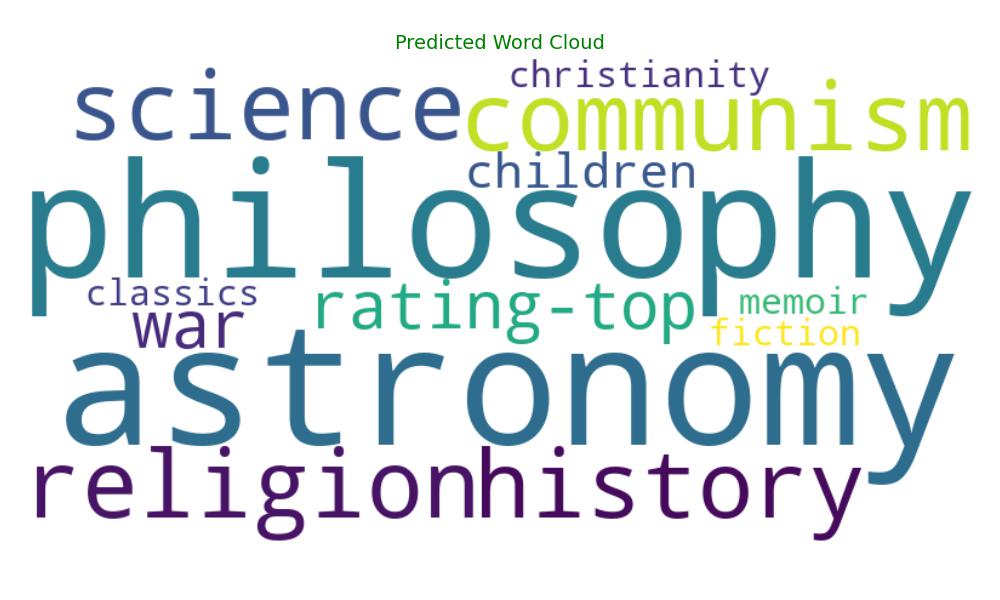 Predicted Word Cloud
christianity
science communism
children
philosophy
classics rating-top memoir
war fiction
astronomy
religion history